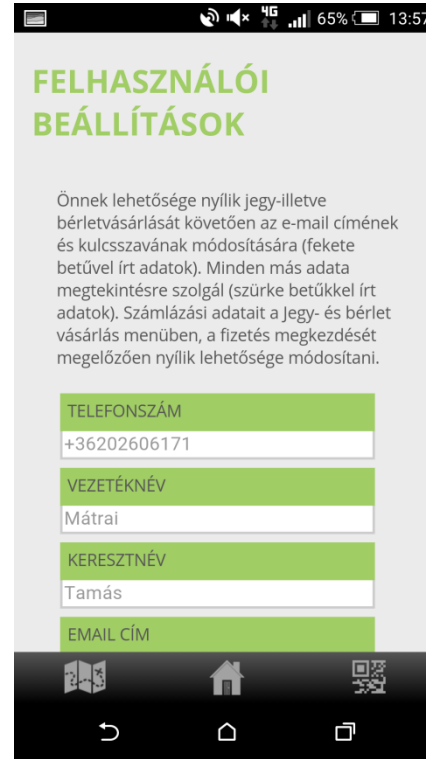 4G 65% 13:57
FELHASZNÁLÓI
BEÁLLÍTÁSOK
Önnek lehetősége nyílik jegy-illetve
bérletvásárlását követően az e-mail címének
és kulcsszavának módosítására (fekete
betűvel írt adatok). Minden más adata
megtekintésre szolgál (szürke betűkkel írt
adatok). Számlázási adatait a Jegy- és bérlet
vásárlás menüben, a fizetés megkezdését
megelőzően nyílik lehetősége módosítani.
TELEFONSZÁM
+36202606171
VEZETÉKNÉV
Mátrai
KERESZTNÉV
Tamás
EMAIL CÍM